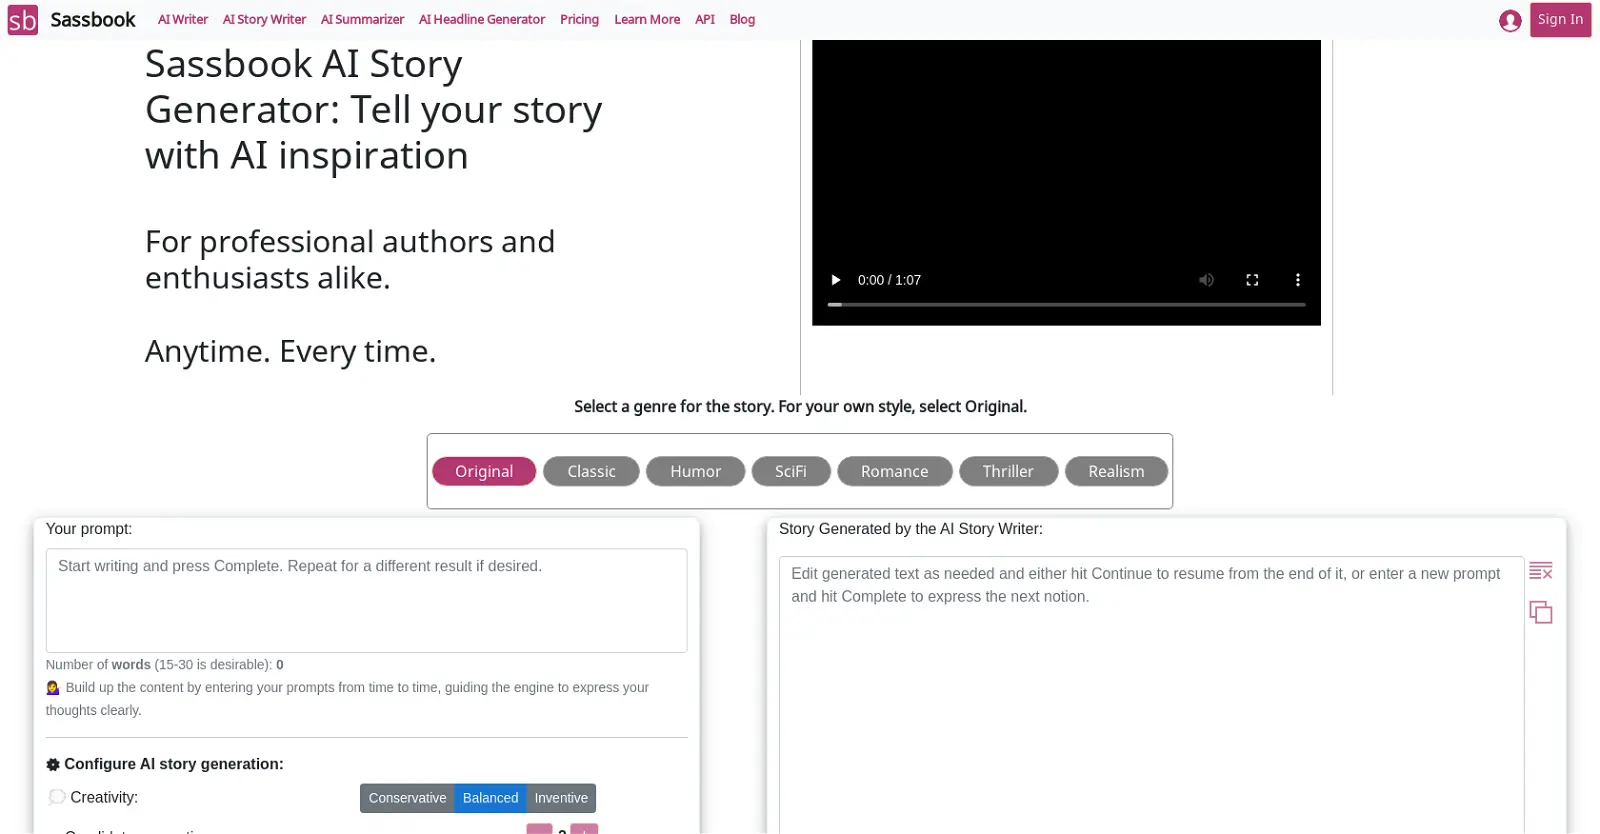 sb Sassbook AI Writer AI Story Writer AI Summarizer AI Headline Generator Pricing Learn More API Blog Sign In
Sassbook AI Story
Generator: Tell your story
with AI inspiration
For professional authors and
enthusiasts alike.
Anytime. Every time.
0:00 / 1:07
Select a genre for the story. For your own style, select Original.
Original Classic Humor SciFi Romance Thriller Realism
Your prompt:
Start writing and press Complete. Repeat for a different result if desired.
Number of words (15-30 is desirable): 0
Build up the content by entering your prompts from time to time, guiding the engine to express your
thoughts clearly.
Configure AI story generation:
Creativity: Conservative Balanced Inventive
Story Generated by the AI Story Writer:
Edit generated text as needed and either hit Continue to resume from the end of it, or enter a new prompt
and hit Complete to express the next notion.